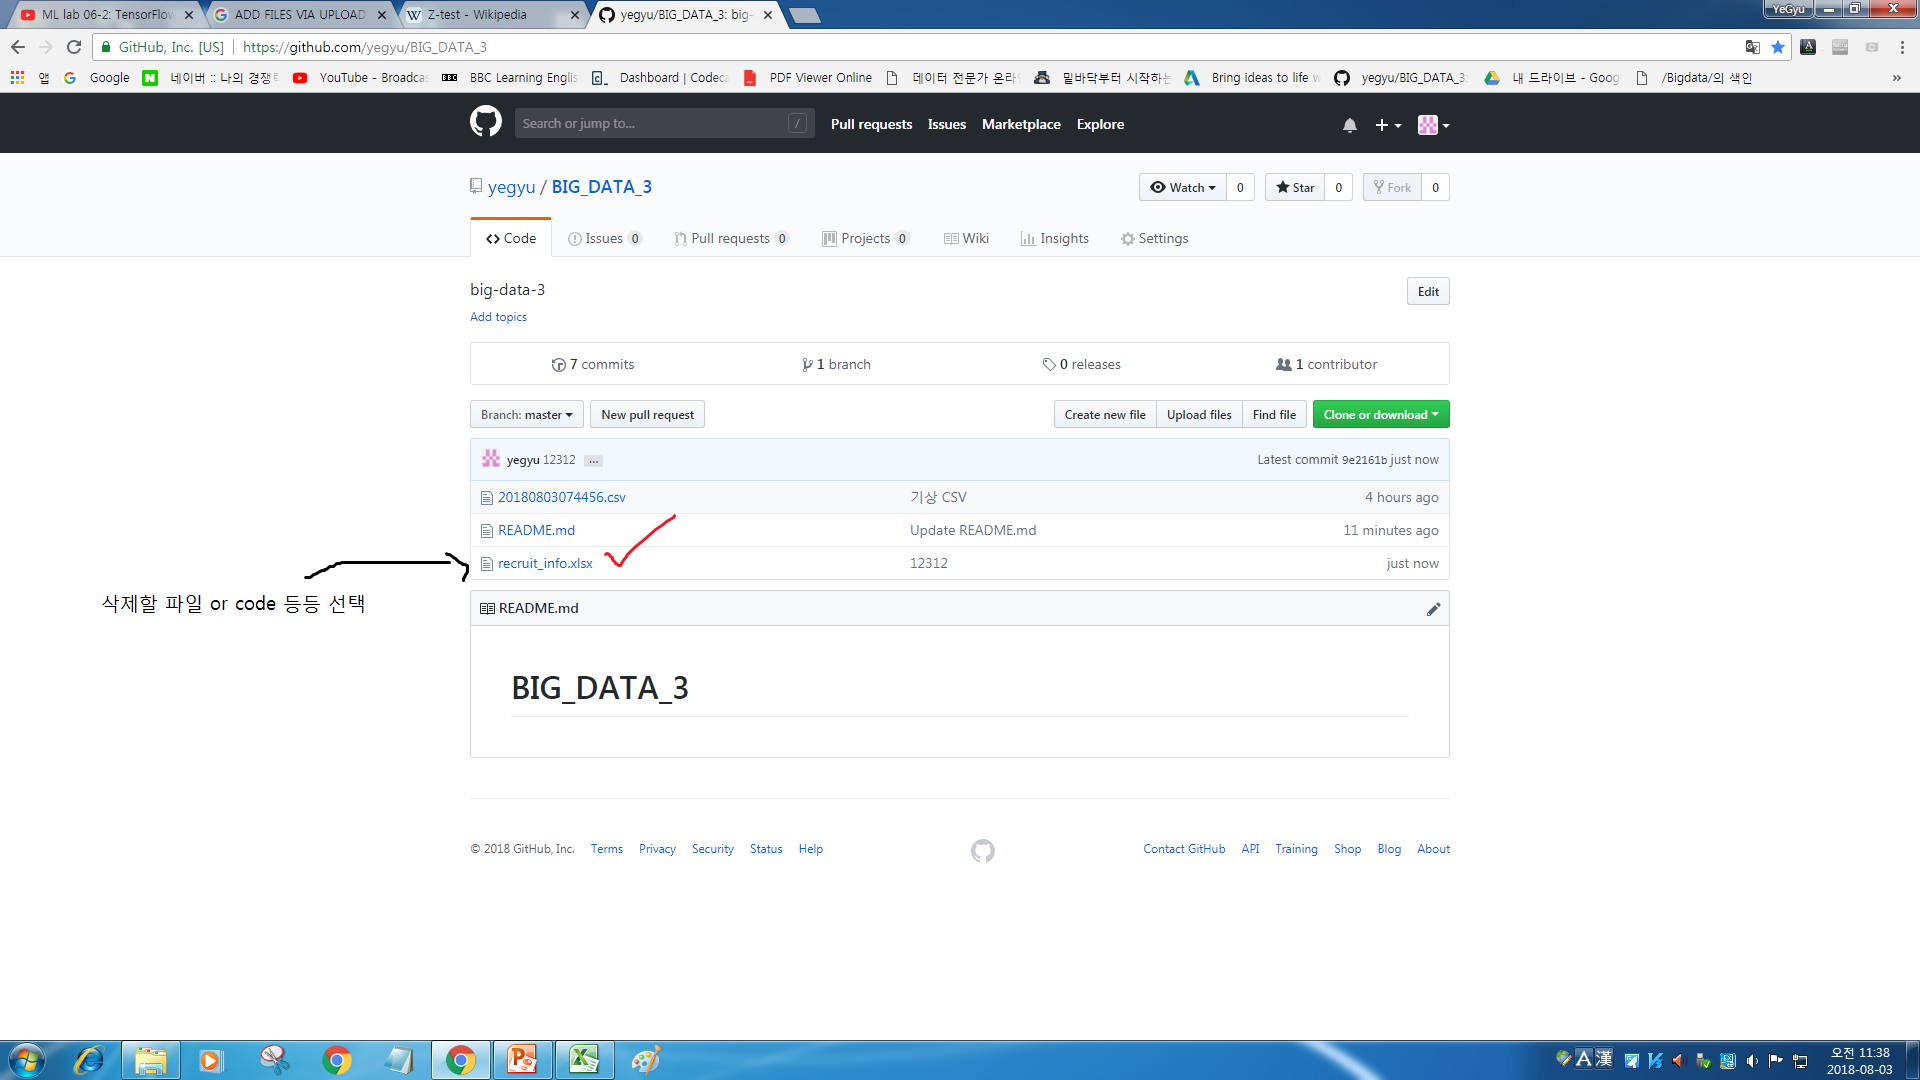 ML lab 06-2: TensorFlow
ADD FILES VIA UPLOAD
Z-test - Wikipedia
yegyu/BIG_DATA_3: big-
YeGyu
GitHub, Inc. [US]
https://github.com/yegyu/BIG_DATA_3
앱
Google
네이버 :: 나의 경쟁
YouTube - Broadcas
BBC Learning Englis
Dashboard | Codeca
PDF Viewer Online
데이터 전문가 온라
밑바닥부터 시작하는
Bring ideas to life w
yegyu/BIG_DATA_3:
내 드라이브 - Goog
/Bigdata/의 색인
»
Search or jump to...
/
Pull requests
Issues
Marketplace
Explore
yegyu / BIG_DATA_3
Watch
0
Star
0
Fork
0
Code
Issues 0
Pull requests 0
Projects 0
Wiki
Insights
Settings
big-data-3
Edit
Add topics
7 commits
1 branch
0 releases
1 contributor
Branch: master
New pull request
Create new file
Upload files
Find file
Clone or download
yegyu 12312 ...
Latest commit 9e2161b just now
20180803074456.csv
기상 CSV
4 hours ago
README.md
Update README.md
11 minutes ago
recruit_info.xlsx
12312
just now
삭제할 파일 or code 등등 선택
README.md
BIG_DATA_3
© 2018 GitHub, Inc.
Terms
Privacy
Security
Status
Help
Contact GitHub
API
Training
Shop
Blog
About
A 漢
오전 11:38
2018-08-03